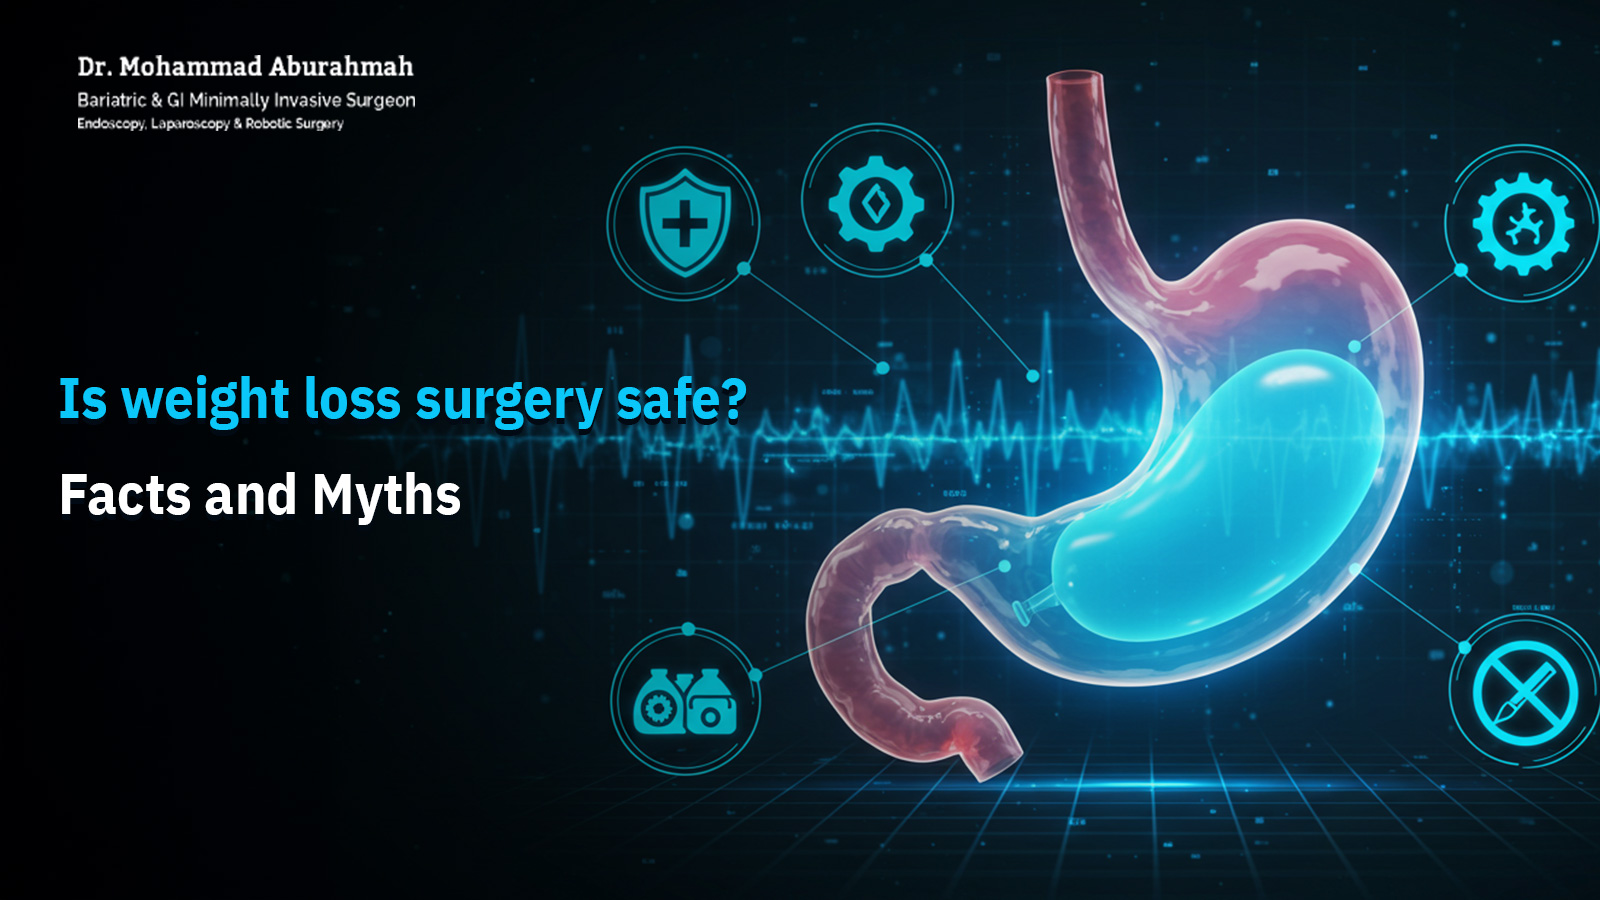 Dr. Mohammad Aburahmah
Bariatric & GI Minimally Invasive Surgeon
Endoscopy, Laparoscopy & Robotic Surgery
Is weight loss surgery safe?
Facts and Myths